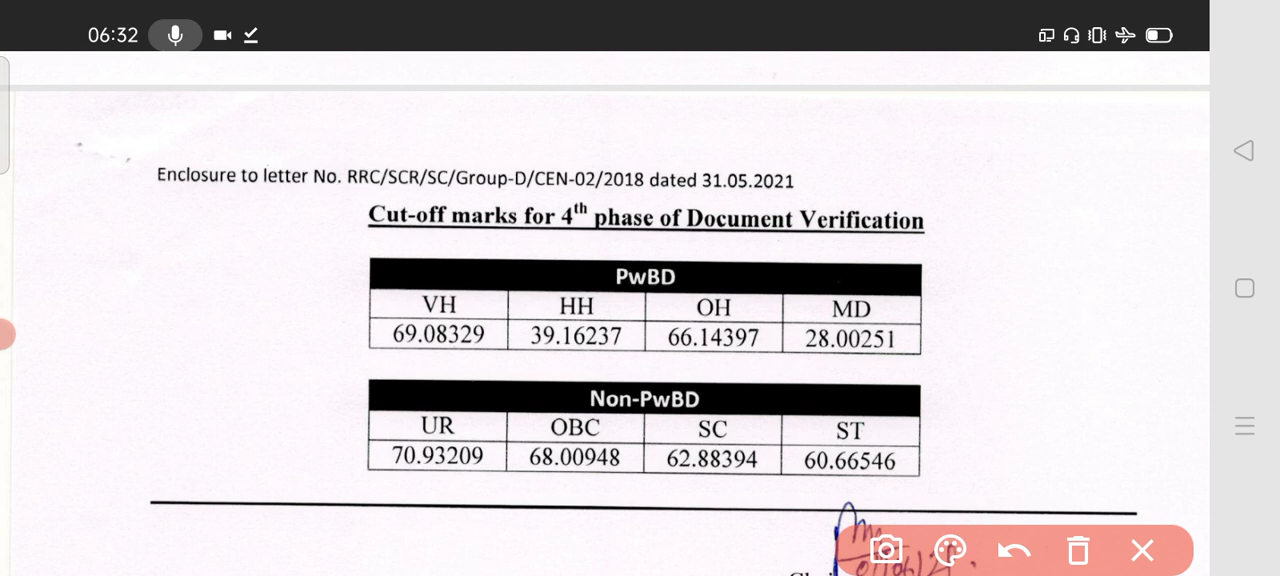 06:32
Enclosure to letter No. RRC/SCR/SC/Group-D/CEN-02/2018 dated 31.05.2021
Cut-off marks for 4th phase of Document Verification
PwBD
VH HH OH MD
69.08329 39.16237 66.14397 28.00251
Non-PwBD
UR OBC SC ST
70.93209 68.00948 62.88394 60.66546